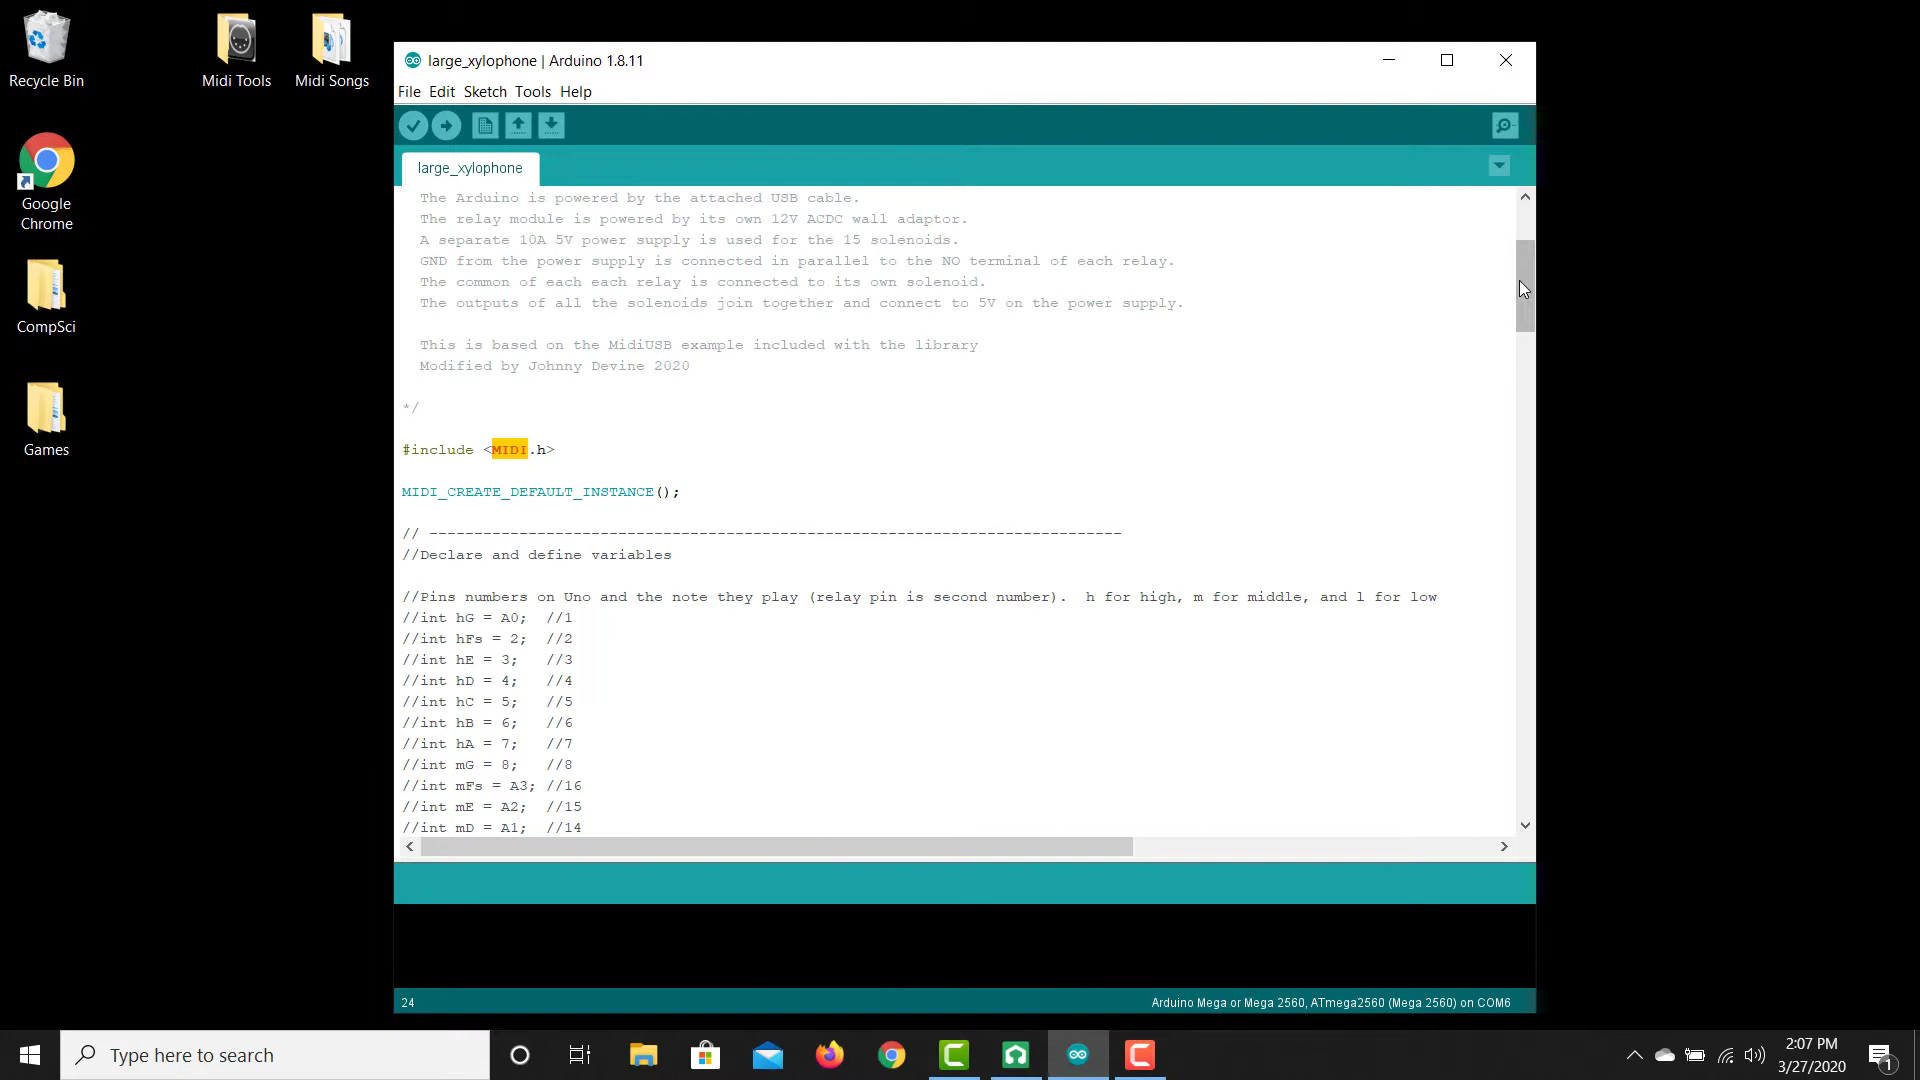 Recycle Bin
Midi Tools
Midi Songs
Google
Chrome
CompSci
Games
large_xylophone | Arduino 1.8.11
File Edit Sketch Tools Help
large_xylophone
The Arduino is powered by the attached USB cable.
The relay module is powered by its own 12V ACDC wall adaptor.
A separate 10A 5V power supply is used for the 15 solenoids.
GND from the power supply is connected in parallel to the NO terminal of each relay.
The common of each each relay is connected to its own solenoid.
The outputs of all the solenoids join together and connect to 5V on the power supply.
This is based on the MidiUSB example included with the library
Modified by Johnny Devine 2020
*/
#include <MIDI.h>
MIDI_CREATE_DEFAULT_INSTANCE();
// -----------------------------------------------------------------------------
//Declare and define variables
//Pins numbers on Uno and the note they play (relay pin is second number).  h for high, m for middle, and l for low
//int hG = A0;  //1
//int hFs = 2;  //2
//int hE = 3;   //3
//int hD = 4;   //4
//int hC = 5;   //5
//int hB = 6;   //6
//int hA = 7;   //7
//int mG = 8;   //8
//int mFs = A3; //16
//int mE = A2;  //15
//int mD = A1;  //14
24
Arduino Mega or Mega 2560, ATmega2560 (Mega 2560) on COM6
Type here to search
2:07 PM
3/27/2020
1